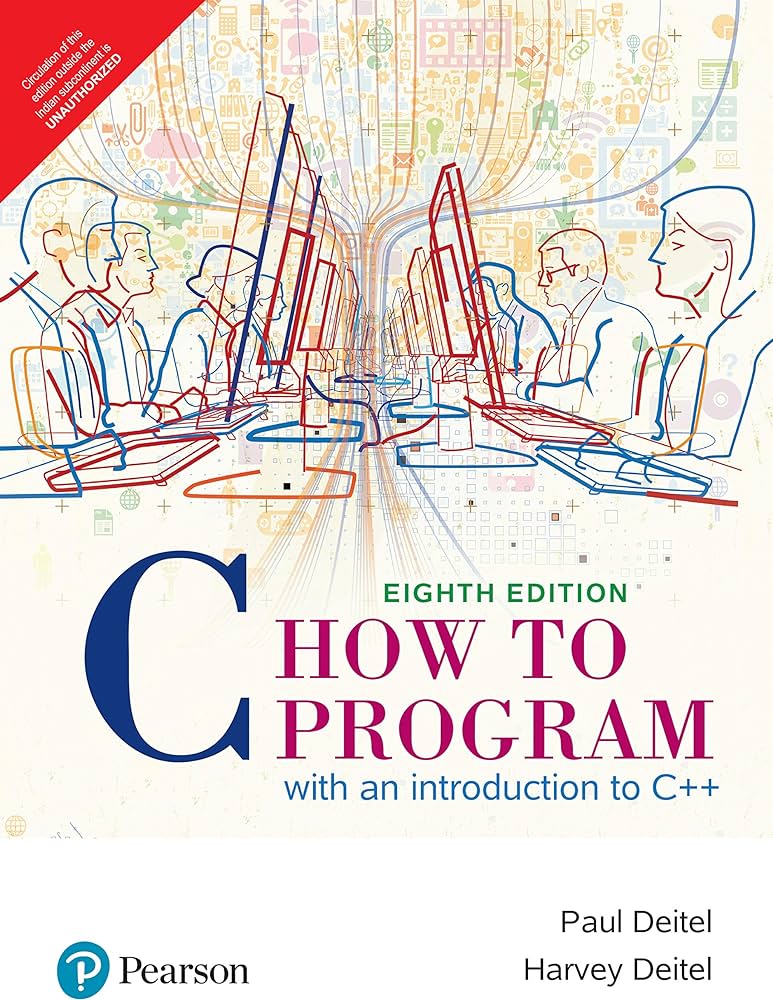 Circulation of this
edition outside the
Indian subcontinent is
UNAUTHORIZED
EIGHTH EDITION
C HOW TO
PROGRAM
with an introduction to C++
Paul Deitel
Harvey Deitel
Pearson